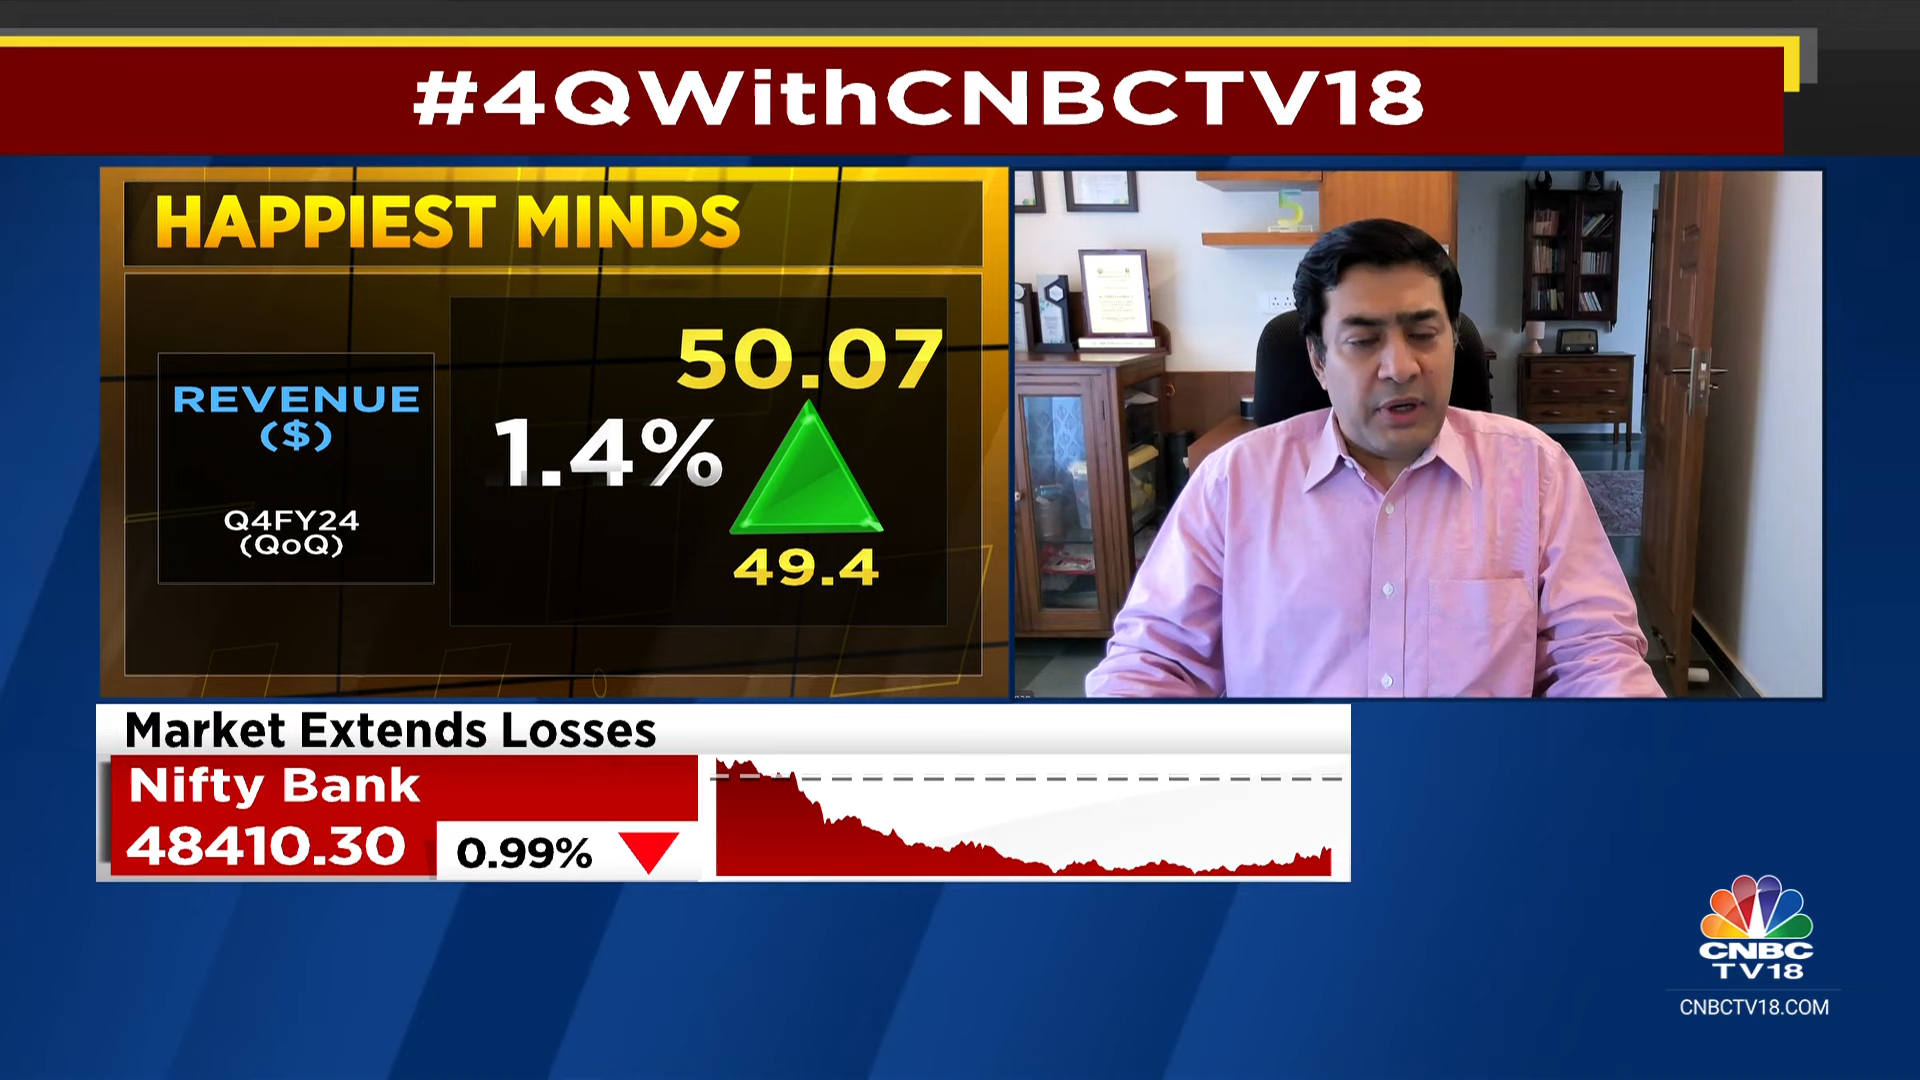 #4QWithCNBCTV18
HAPPIEST MINDS
REVENUE
($)
Q4FY24
(QoQ)
50.07
1.4%
49.4
5
Market Extends Losses
Nifty Bank
48410.30
0.99%
CNBC
TV18
CNBCTV18.COM